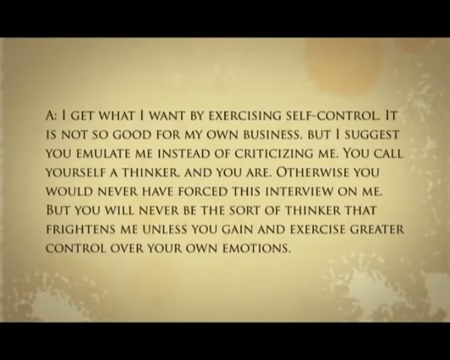 A: I GET WHAT I WANT BY EXERCISING SELF-CONTROL. IT
IS NOT SO GOOD FOR MY OWN BUSINESS, BUT I SUGGEST
YOU EMULATE ME INSTEAD OF CRITICIZING ME. YOU CALL
YOURSELF A THINKER, AND YOU ARE. OTHERWISE YOU
WOULD NEVER HAVE FORCED THIS INTERVIEW ON ME.
BUT YOU WILL NEVER BE THE SORT OF THINKER THAT
FRIGHTENS ME UNLESS YOU GAIN AND EXERCISE GREATER
CONTROL OVER YOUR OWN EMOTIONS.